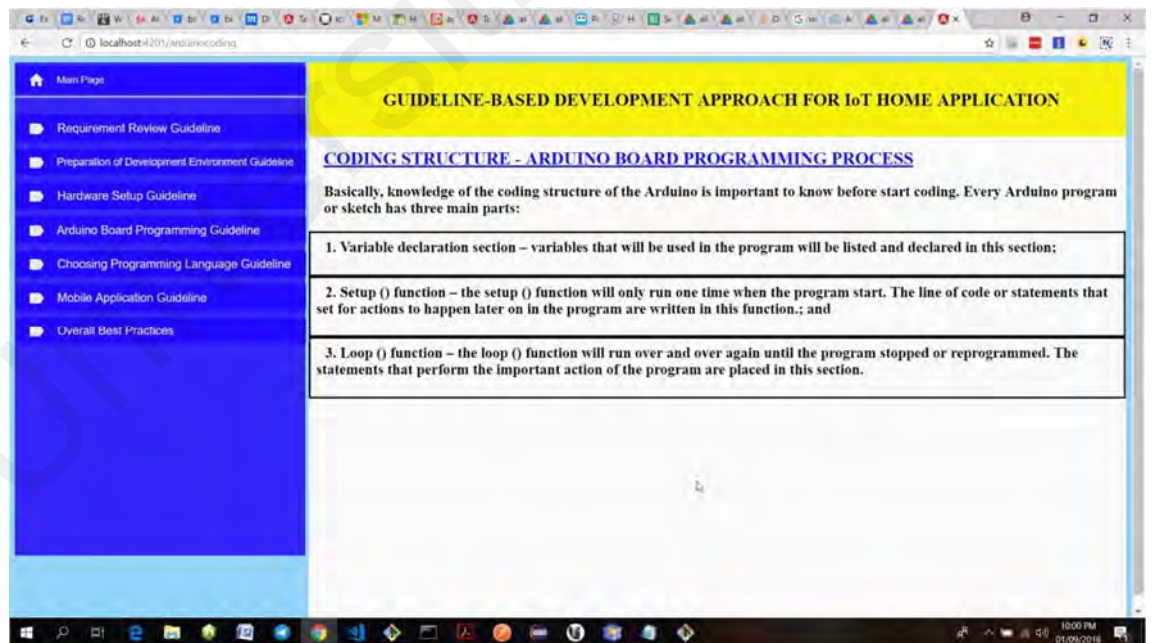 localhost:4201/arduinocoding
Main Page
Requirement Review Guideline
Preparation of Development Environment Guideline
Hardware Setup Guideline
Arduino Board Programming Guideline
Choosing Programming Language Guideline
Mobile Application Guideline
Overall Best Practices
GUIDELINE-BASED DEVELOPMENT APPROACH FOR IoT HOME APPLICATION
CODING STRUCTURE - ARDUINO BOARD PROGRAMMING PROCESS
Basically, knowledge of the coding structure of the Arduino is important to know before start coding. Every Arduino program
or sketch has three main parts:
1. Variable declaration section – variables that will be used in the program will be listed and declared in this section;
2. Setup () function – the setup () function will only run one time when the program start. The line of code or statements that
set for actions to happen later on in the program are written in this function.; and
3. Loop () function – the loop () function will run over and over again until the program stopped or reprogrammed. The
statements that perform the important action of the program are placed in this section.
10:00 PM
01/09/2016